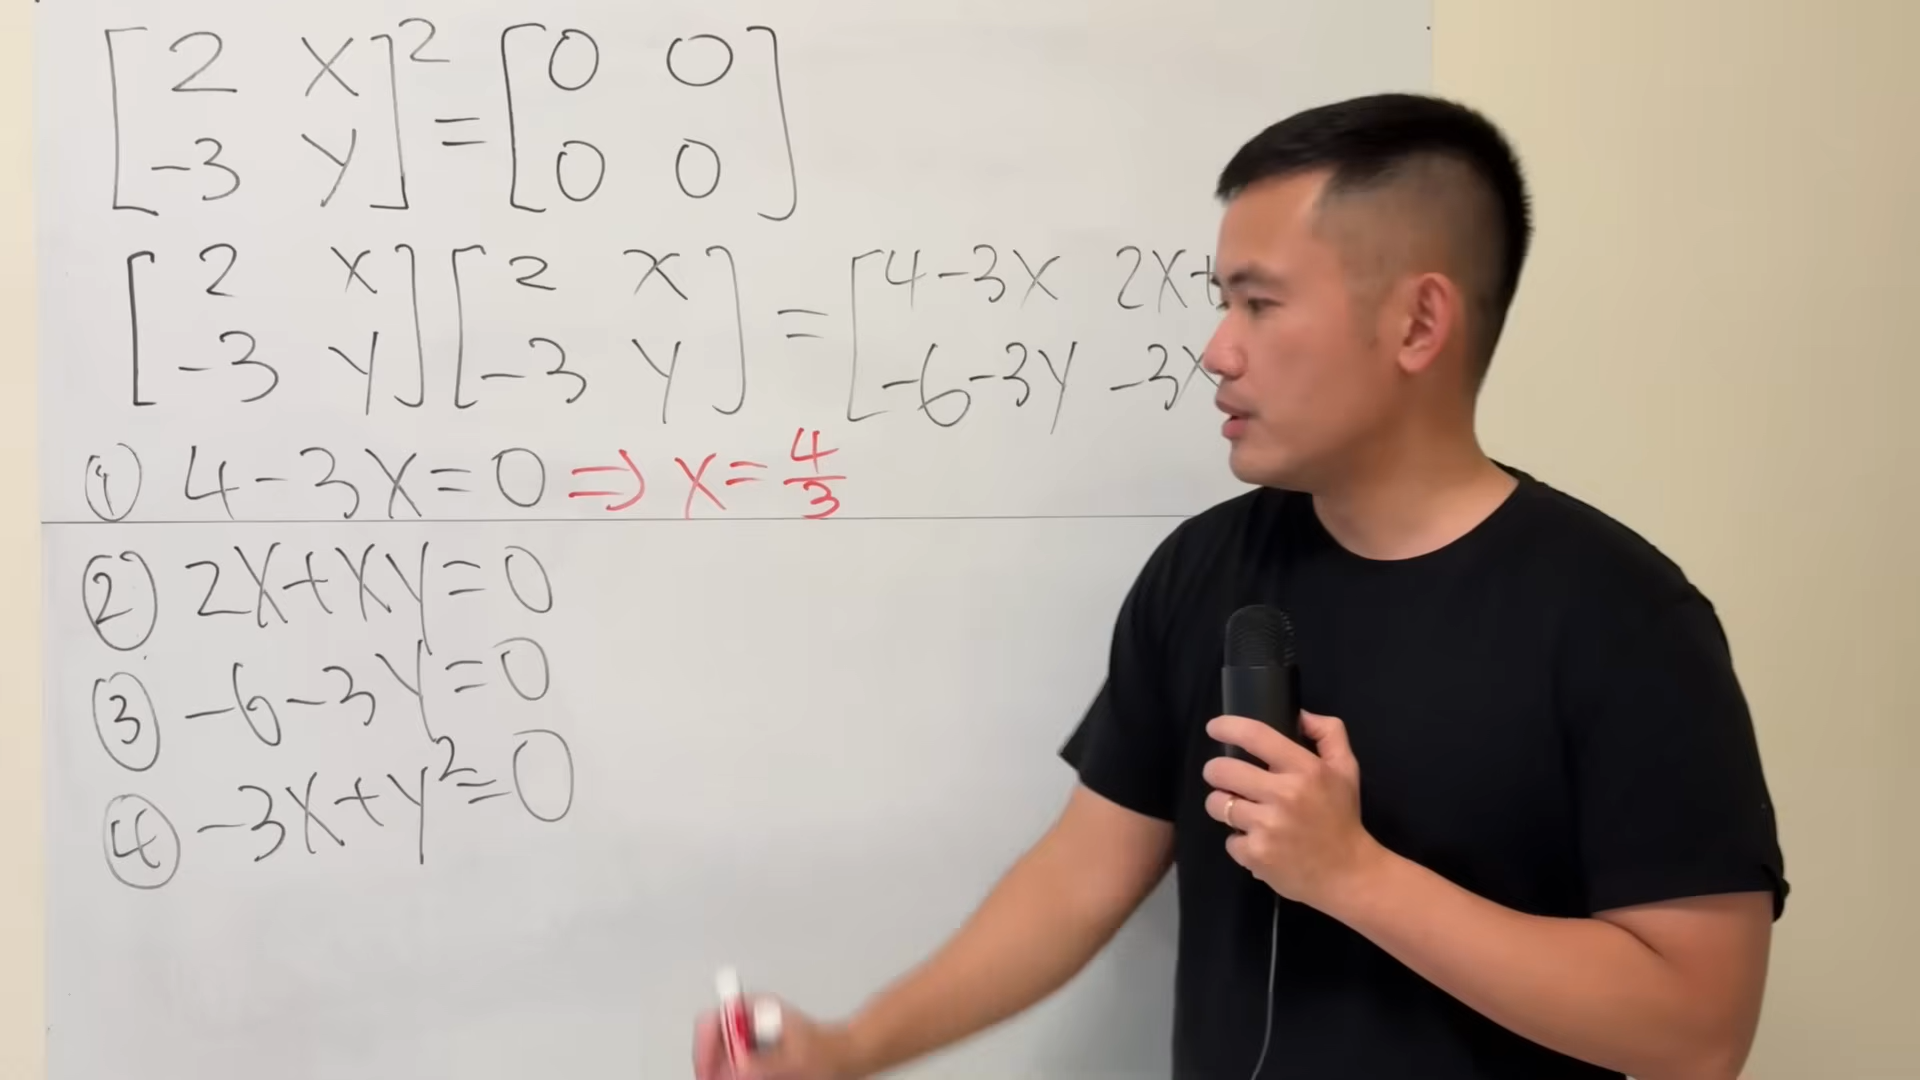 [2 x; -3 y]² = [0 0; 0 0]
[2 x; -3 y] [2 x; -3 y] = [4-3x 2x+; -6-3y -3x
① 4-3x=0 ⇒ x=4/3
② 2x+xy=0
③ -6-3y=0
④ -3x+y²=0